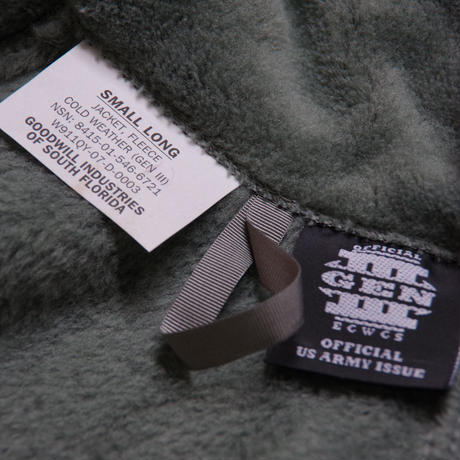 SMALL LONG
JACKET, FLEECE
COLD WEATHER (GEN III)
NSN: 8415-01-546-6721
W911QY-07-D-0003
GOODWILL INDUSTRIES
OF SOUTH FLORIDA
OFFICIAL
III
GEN
III
ECWCS
OFFICIAL
US ARMY ISSUE